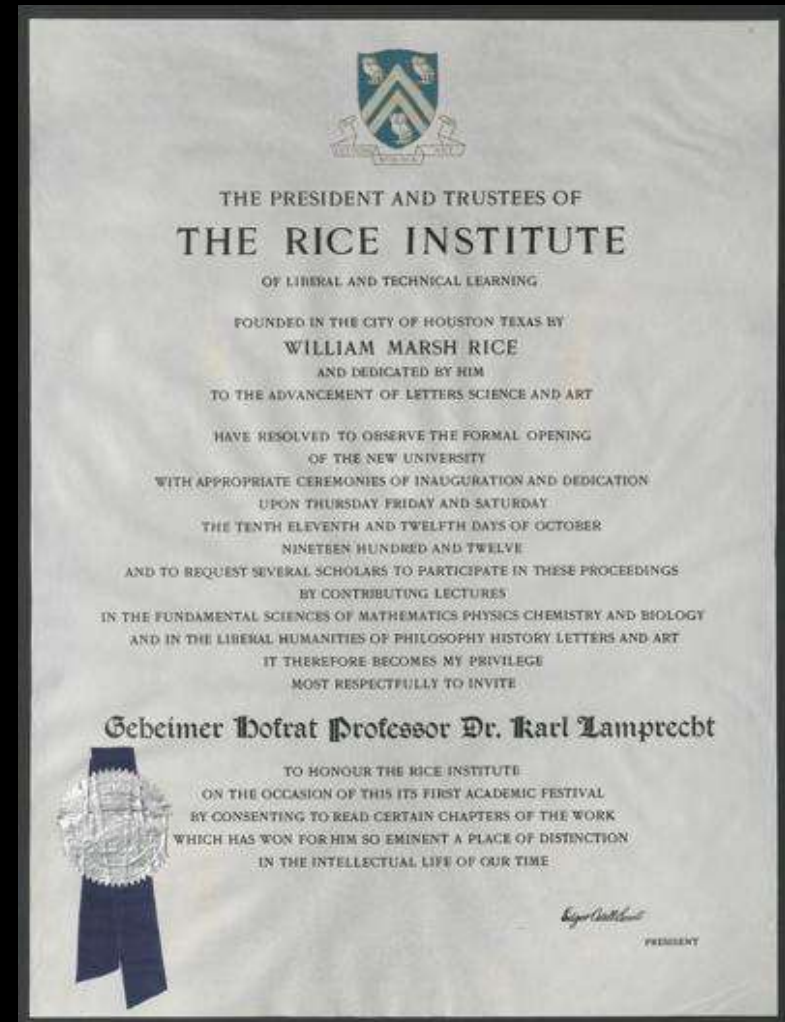 LETTERS SCIENCE ART
THE PRESIDENT AND TRUSTEES OF
THE RICE INSTITUTE
OF LIBERAL AND TECHNICAL LEARNING
FOUNDED IN THE CITY OF HOUSTON TEXAS BY
WILLIAM MARSH RICE
AND DEDICATED BY HIM
TO THE ADVANCEMENT OF LETTERS SCIENCE AND ART
HAVE RESOLVED TO OBSERVE THE FORMAL OPENING
OF THE NEW UNIVERSITY
WITH APPROPRIATE CEREMONIES OF INAUGURATION AND DEDICATION
UPON THURSDAY FRIDAY AND SATURDAY
THE TENTH ELEVENTH AND TWELFTH DAYS OF OCTOBER
NINETEEN HUNDRED AND TWELVE
AND TO REQUEST SEVERAL SCHOLARS TO PARTICIPATE IN THESE PROCEEDINGS
BY CONTRIBUTING LECTURES
IN THE FUNDAMENTAL SCIENCES OF MATHEMATICS PHYSICS CHEMISTRY AND BIOLOGY
AND IN THE LIBERAL HUMANITIES OF PHILOSOPHY HISTORY LETTERS AND ART
IT THEREFORE BECOMES MY PRIVILEGE
MOST RESPECTFULLY TO INVITE
Geheimer Hofrat Professor Dr. Karl Lamprecht
TO HONOUR THE RICE INSTITUTE
ON THE OCCASION OF THIS ITS FIRST ACADEMIC FESTIVAL
BY CONSENTING TO READ CERTAIN CHAPTERS OF THE WORK
WHICH HAS WON FOR HIM SO EMINENT A PLACE OF DISTINCTION
IN THE INTELLECTUAL LIFE OF OUR TIME
Edgar Odell Lovett
PRESIDENT